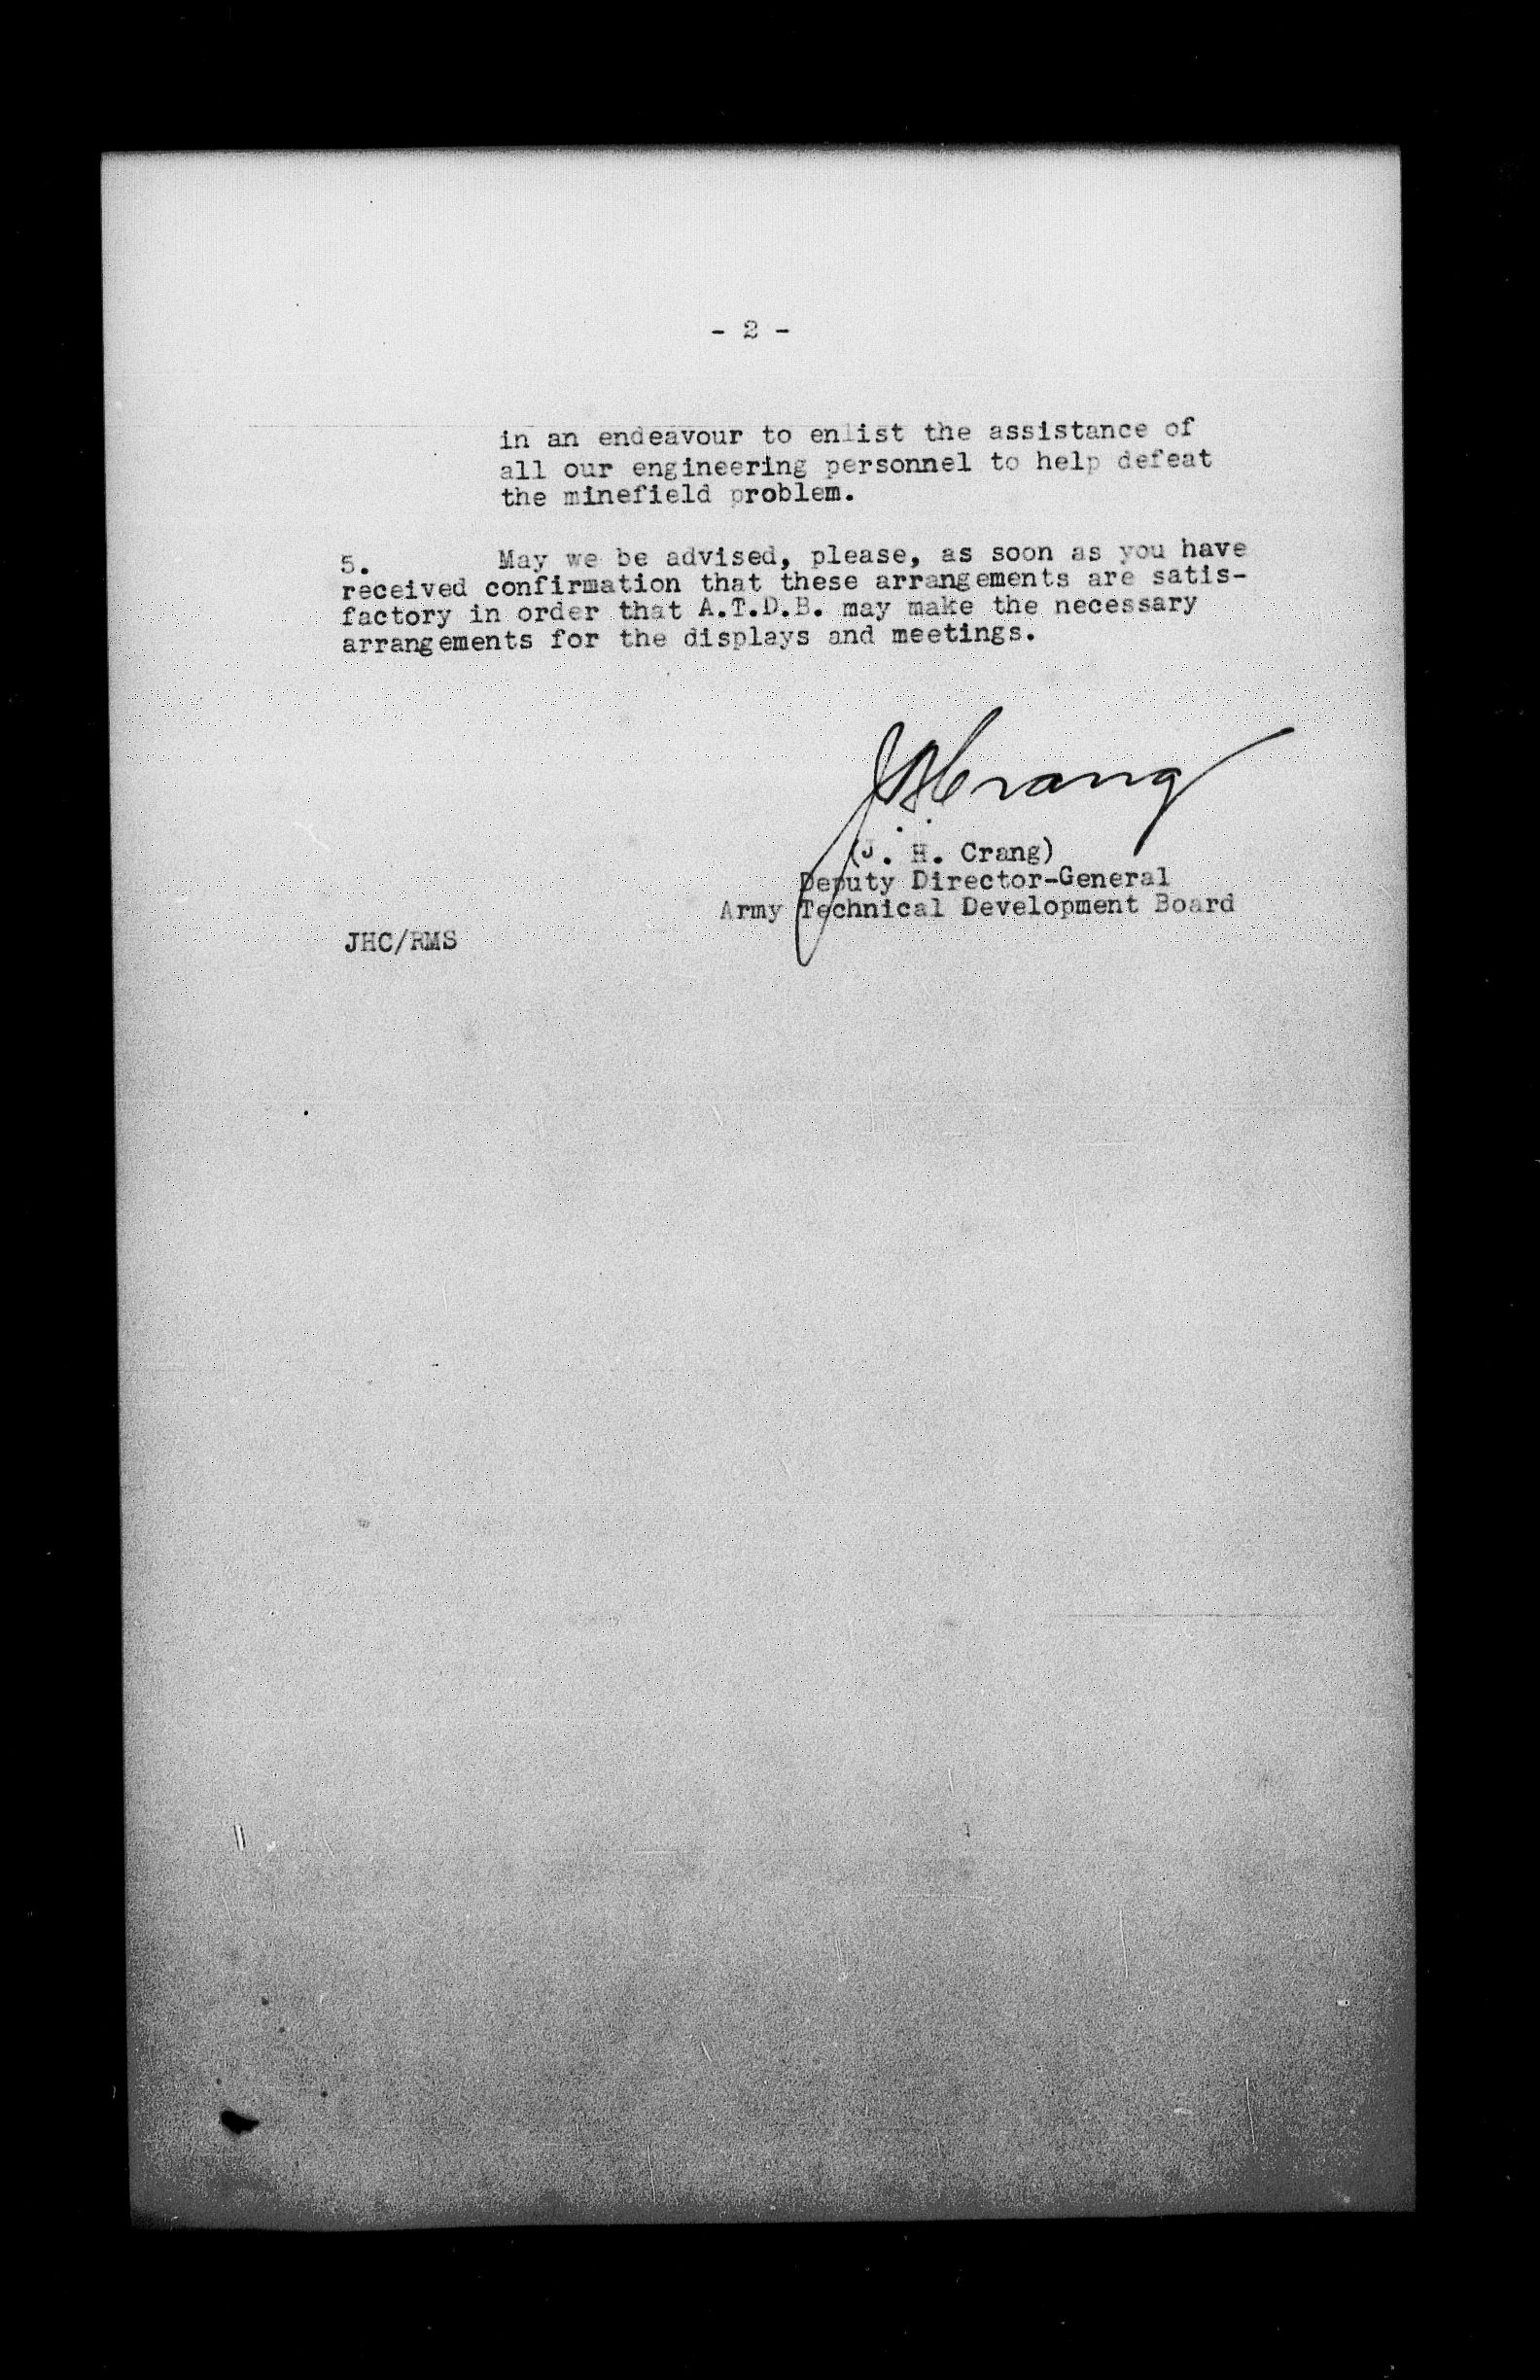 - 2 -
in an endeavour to enlist the assistance of
all our engineering personnel to help defeat
the minefield problem.
5. May we be advised, please, as soon as you have
received confirmation that these arrangements are satis-
factory in order that A.T.D.B. may make the necessary
arrangements for the displays and meetings.
JHCrang
(J. H. Crang)
Deputy Director-General
Army Technical Development Board
JHC/RMS